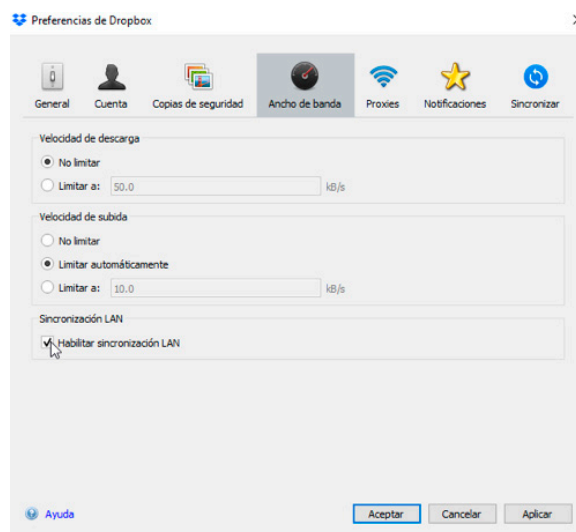 Preferencias de Dropbox
General Cuenta Copias de seguridad Ancho de banda Proxies Notificaciones Sincronizar
Velocidad de descarga
No limitar
Limitar a: 50.0 kB/s
Velocidad de subida
No limitar
Limitar automáticamente
Limitar a: 10.0 kB/s
Sincronización LAN
Habilitar sincronización LAN
Ayuda Aceptar Cancelar Aplicar